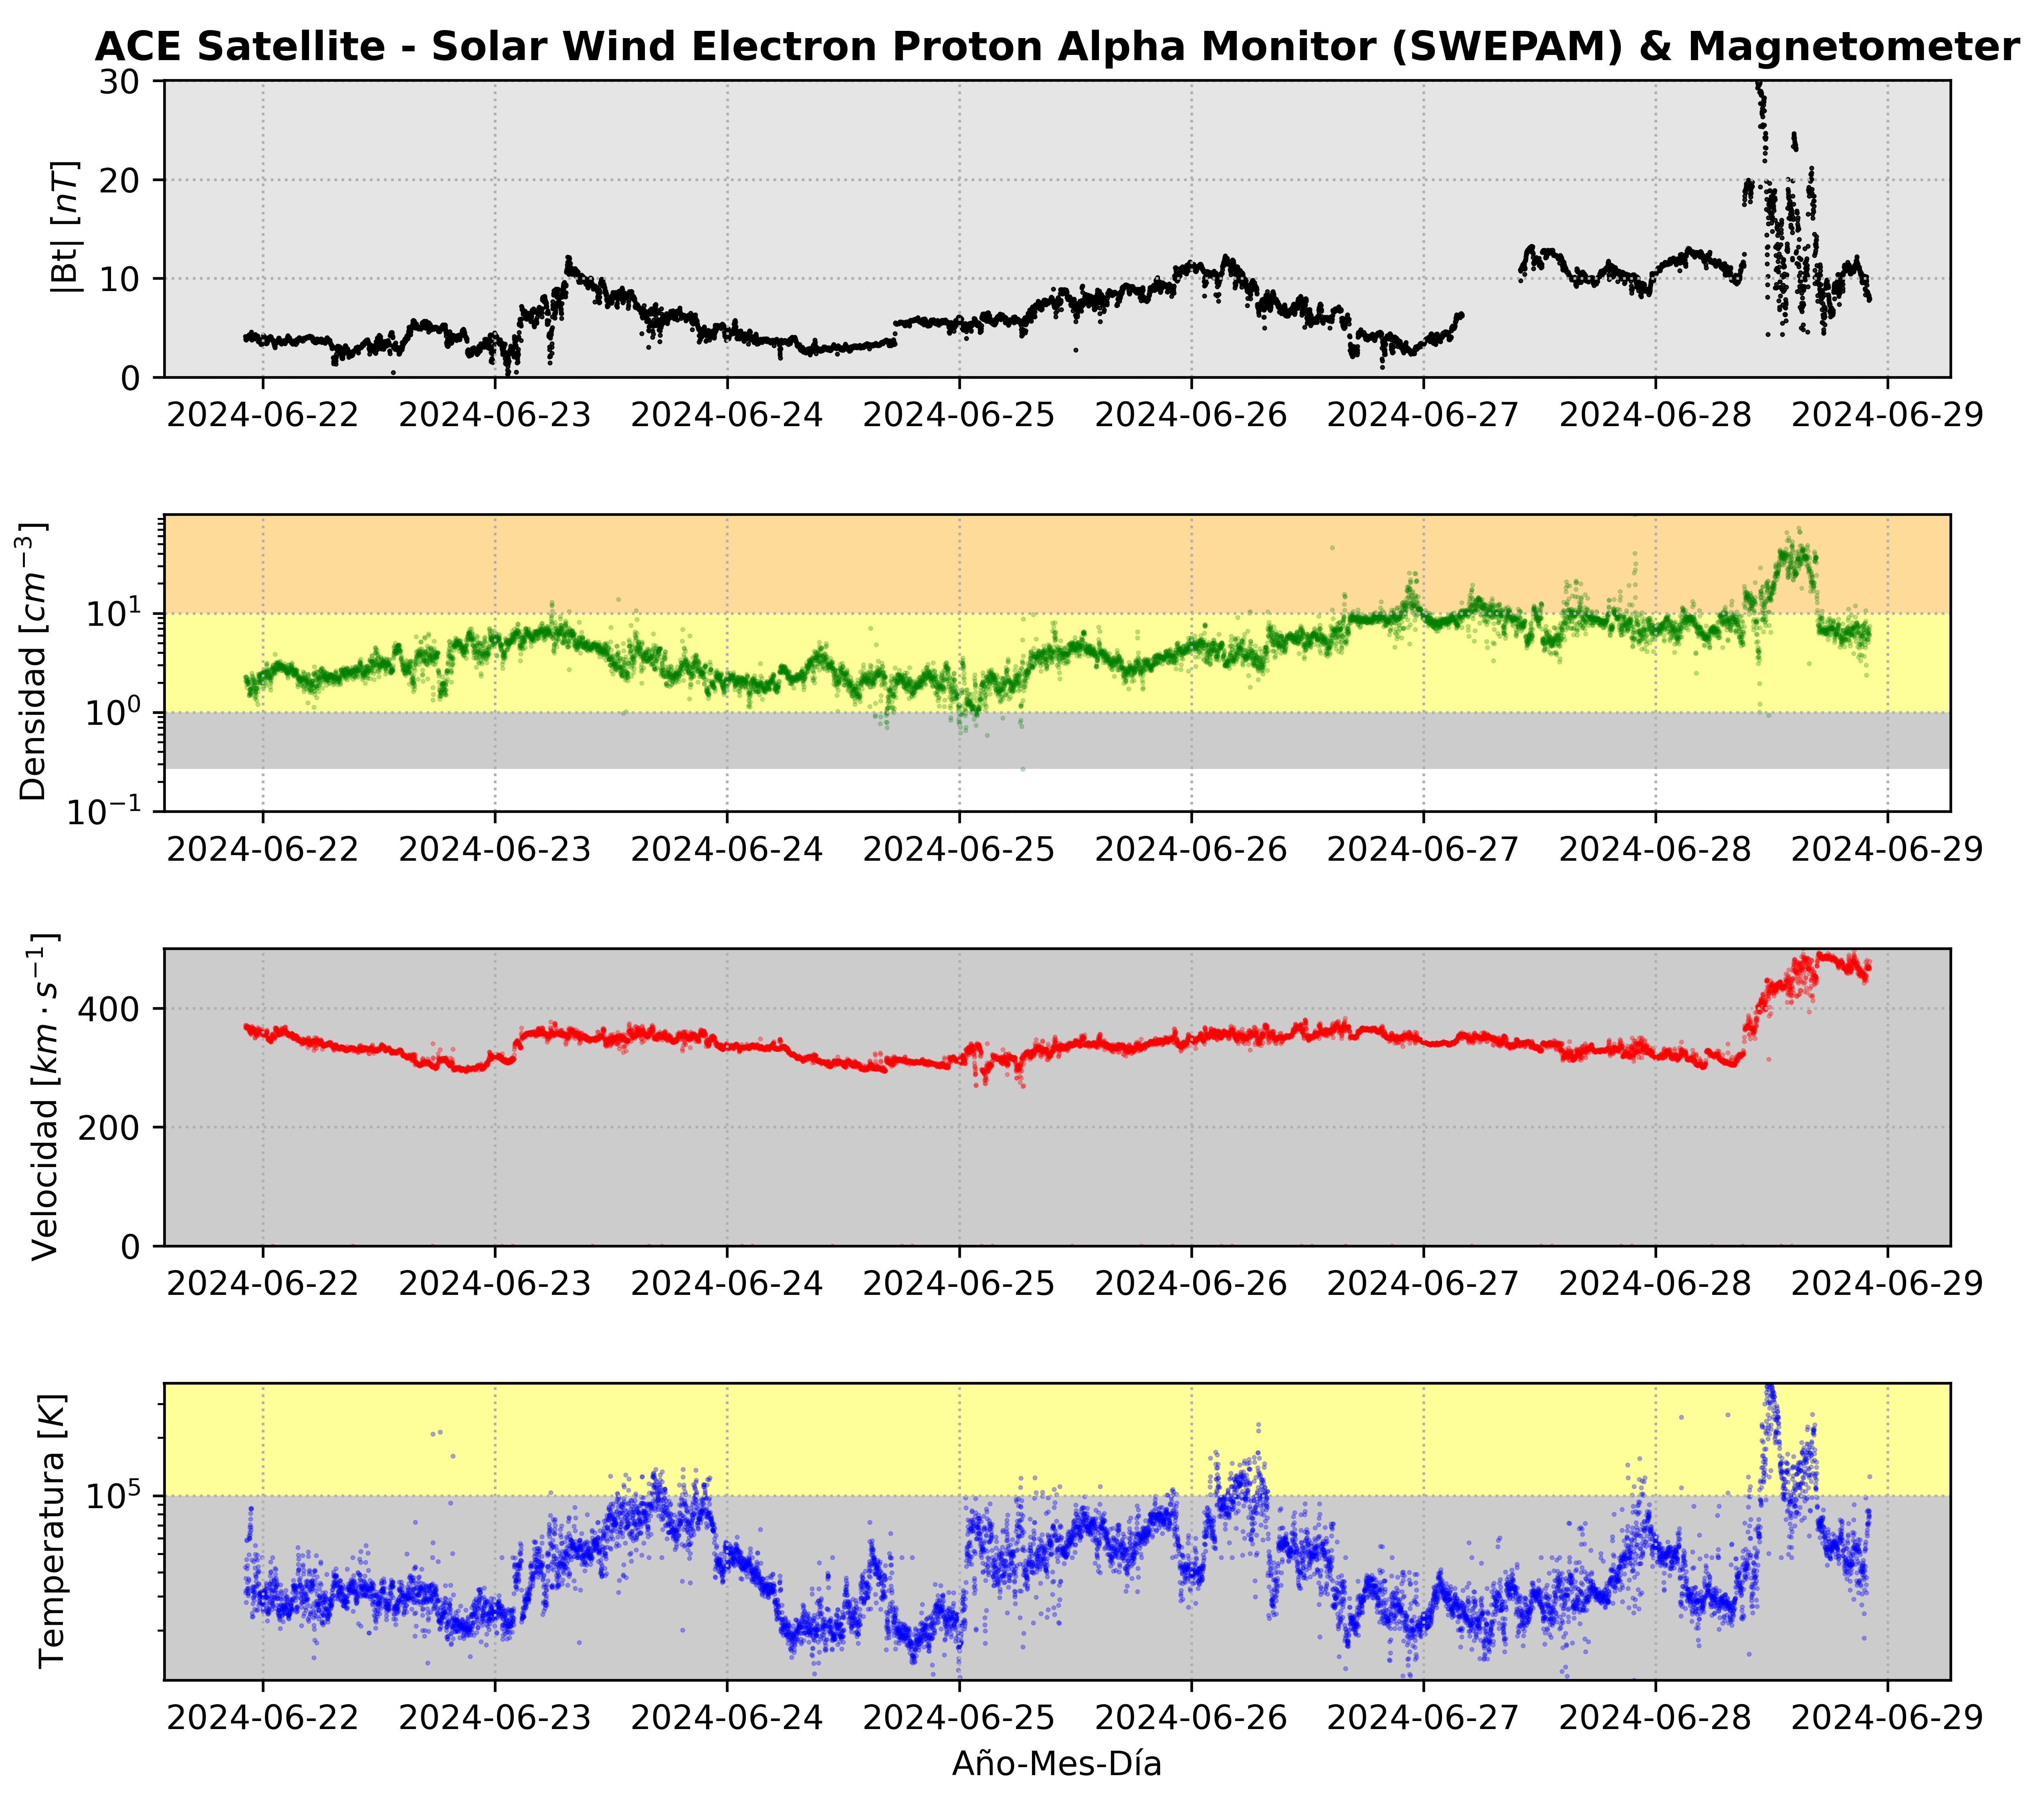 ACE Satellite - Solar Wind Electron Proton Alpha Monitor (SWEPAM) & Magnetometer
|Bt| [nT]
30
20
10
0
2024-06-22 2024-06-23 2024-06-24 2024-06-25 2024-06-26 2024-06-27 2024-06-28 2024-06-29
Densidad [cm⁻³]
10¹
10⁰
10⁻¹
2024-06-22 2024-06-23 2024-06-24 2024-06-25 2024-06-26 2024-06-27 2024-06-28 2024-06-29
Velocidad [km · s⁻¹]
400
200
0
2024-06-22 2024-06-23 2024-06-24 2024-06-25 2024-06-26 2024-06-27 2024-06-28 2024-06-29
Temperatura [K]
10⁵
2024-06-22 2024-06-23 2024-06-24 2024-06-25 2024-06-26 2024-06-27 2024-06-28 2024-06-29
Año-Mes-Día